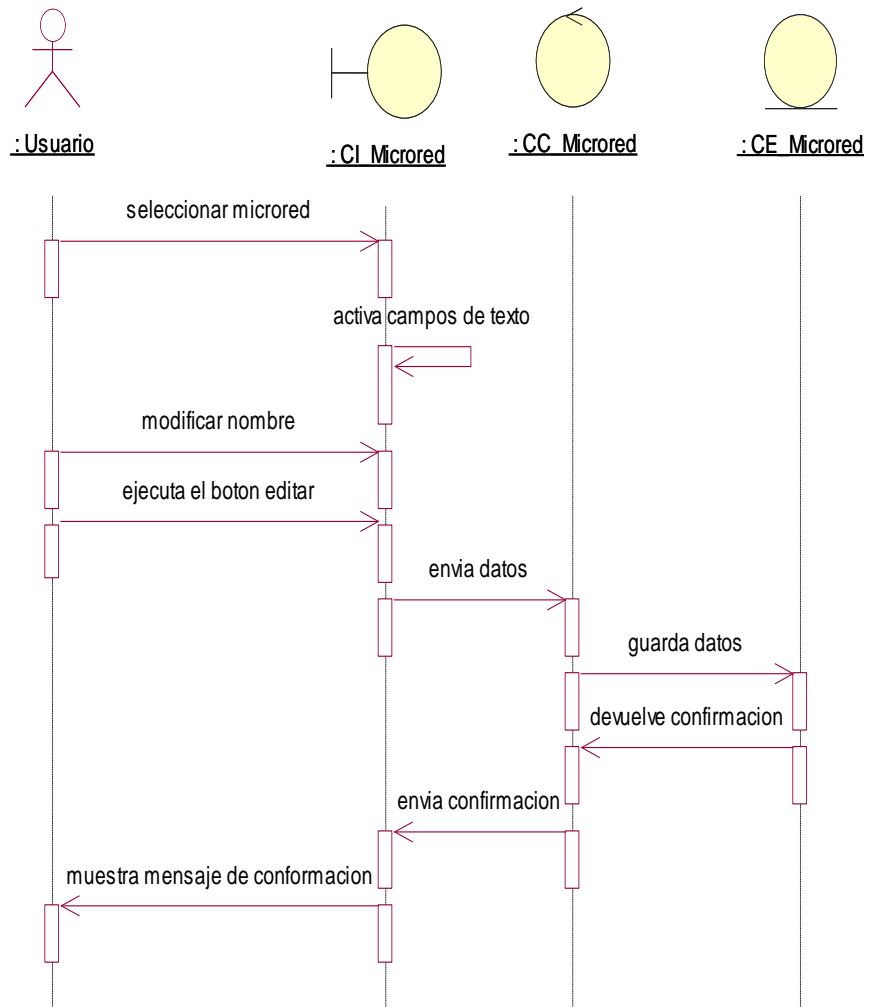 : Usuario
: CI_Microred
: CC_Microred
: CE_Microred
seleccionar microred
activa campos de texto
modificar nombre
ejecuta el boton editar
envia datos
guarda datos
devuelve confirmacion
envia confirmacion
muestra mensaje de conformacion